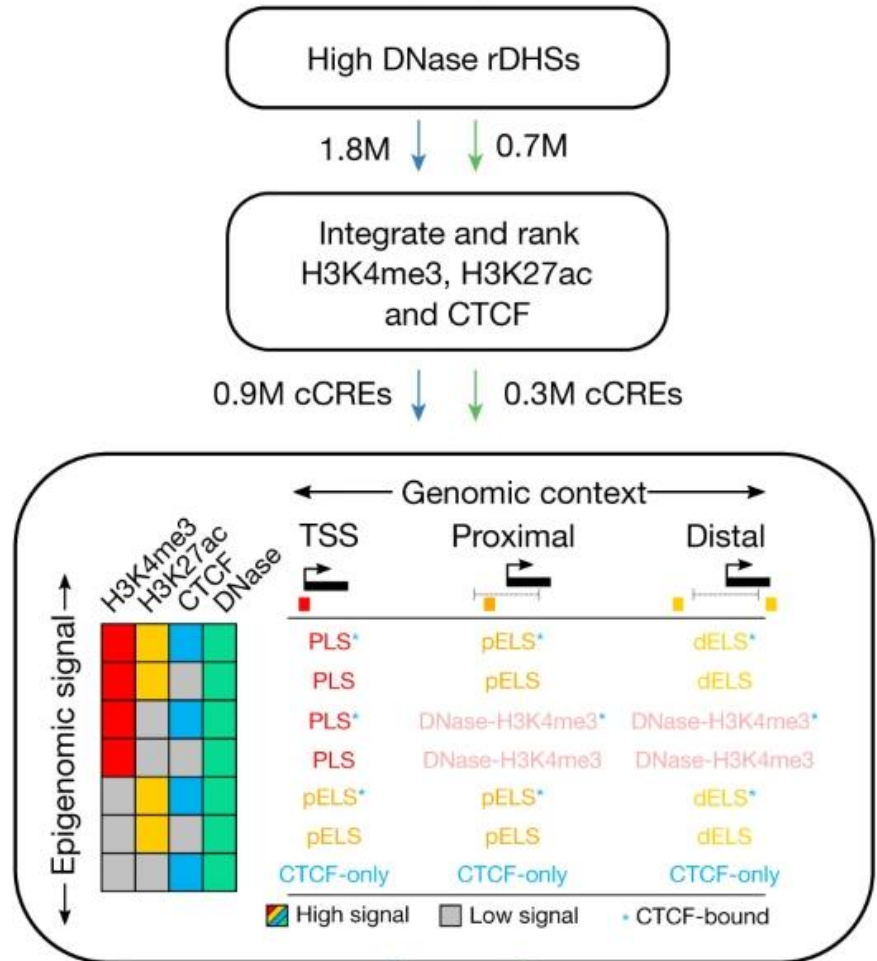 High DNase rDHSs
1.8M 0.7M
Integrate and rank
H3K4me3, H3K27ac
and CTCF
0.9M cCREs 0.3M cCREs
Genomic context
TSS Proximal Distal
H3K4me3
H3K27ac
CTCF
DNase
Epigenomic signal
PLS* pELS* dELS*
PLS pELS dELS
PLS* DNase-H3K4me3* DNase-H3K4me3*
PLS DNase-H3K4me3 DNase-H3K4me3
pELS* pELS* dELS*
pELS pELS dELS
CTCF-only CTCF-only CTCF-only
High signal Low signal * CTCF-bound